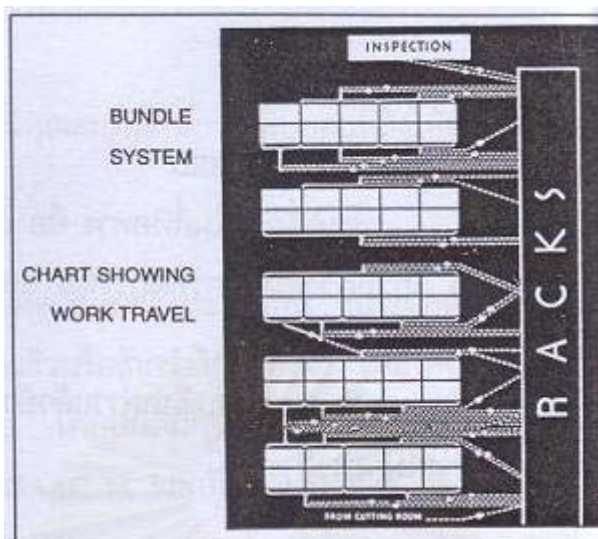 INSPECTION
BUNDLE
SYSTEM
CHART SHOWING
WORK TRAVEL
RACKS
FROM CUTTING ROOM